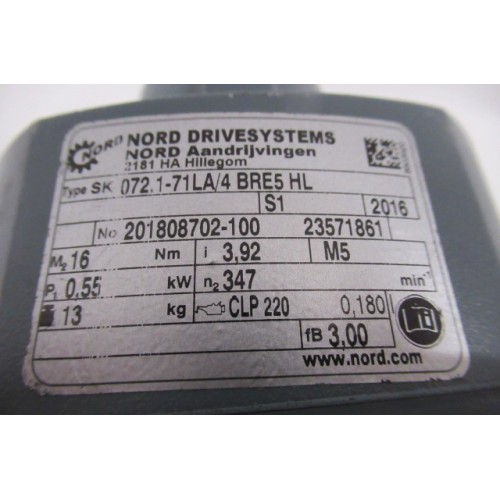 NORD
NORD DRIVESYSTEMS
NORD Aandrijvingen
2181 HA Hillegom
Type SK 072.1-71LA/4 BRE5 HL
S1 2016
No 201808702-100 23571861
M2 16 Nm i 3,92 M5
P1 0.55 kW n2 347 min-1
13 kg CLP 220 0,180 l
fB 3,00
www.nord.com